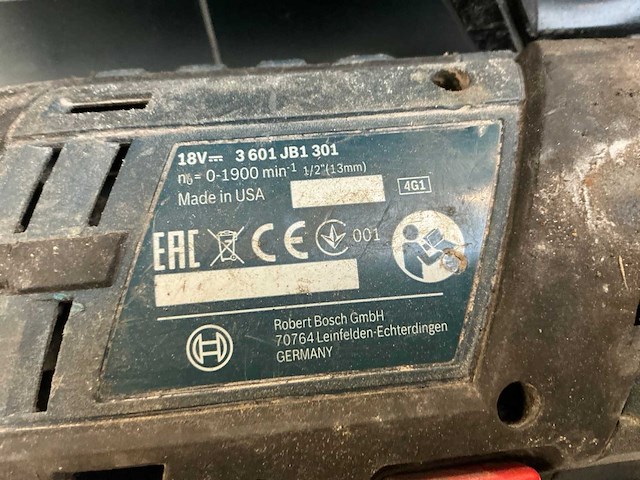 18V⎓ 3 601 JB1 301
n₀= 0-1900 min⁻¹ 1/2"(13mm)
Made in USA
4G1
EAC CE 001
Robert Bosch GmbH
70764 Leinfelden-Echterdingen
GERMANY